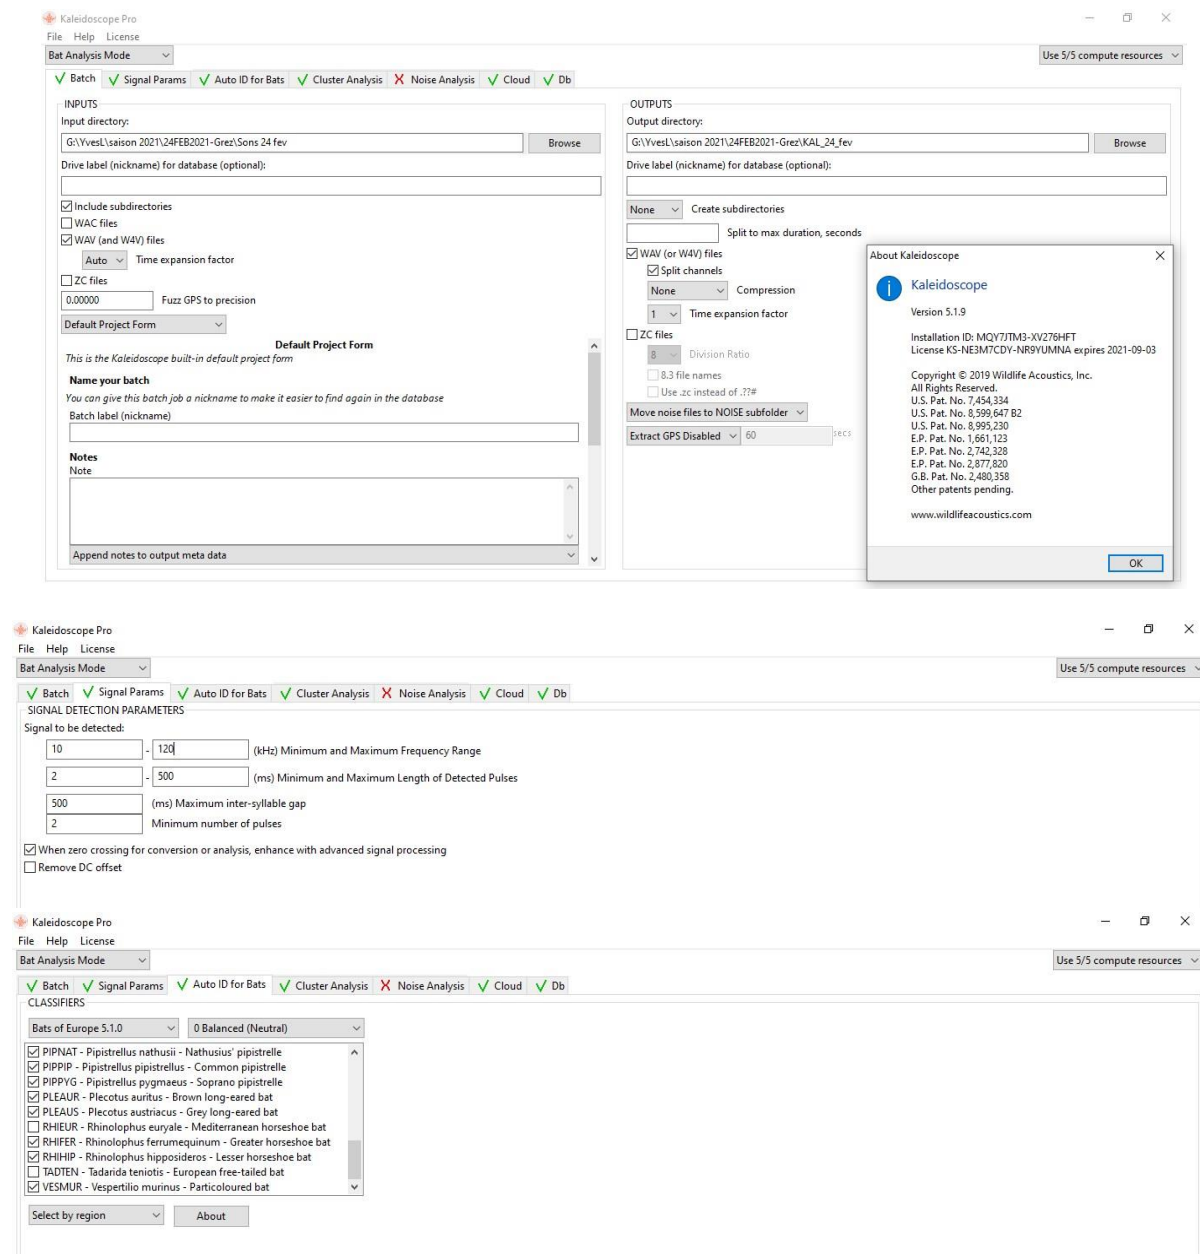 Kaleidoscope Pro
File Help License
Bat Analysis Mode
Use 5/5 compute resources
Batch Signal Params Auto ID for Bats Cluster Analysis Noise Analysis Cloud Db
INPUTS
Input directory:
G:\YvesL\saison 2021\24FEB2021-Grez\Sons 24 fev
Browse
Drive label (nickname) for database (optional):
Include subdirectories
WAC files
WAV (and W4V) files
Auto Time expansion factor
ZC files
0.00000 Fuzz GPS to precision
Default Project Form
Default Project Form
This is the Kaleidoscope built-in default project form
Name your batch
You can give this batch job a nickname to make it easier to find again in the database
Batch label (nickname)
Notes
Note
Append notes to output meta data
OUTPUTS
Output directory:
G:\YvesL\saison 2021\24FEB2021-Grez\KAL_24_fev
Browse
Drive label (nickname) for database (optional):
None Create subdirectories
Split to max duration, seconds
WAV (or W4V) files
Split channels
None Compression
1 Time expansion factor
ZC files
8 Division Ratio
8.3 file names
Use .zc instead of .??#
Move noise files to NOISE subfolder
Extract GPS Disabled 60 secs
About Kaleidoscope
Kaleidoscope
Version 5.1.9
Installation ID: MQY7JTM3-XV276HFT
License KS-NE3M7CDY-NR9YUMNA expires 2021-09-03
Copyright © 2019 Wildlife Acoustics, Inc.
All Rights Reserved.
U.S. Pat. No. 7,454,334
U.S. Pat. No. 8,599,647 B2
U.S. Pat. No. 8,995,230
E.P. Pat. No. 1,661,123
E.P. Pat. No. 2,742,328
E.P. Pat. No. 2,877,820
G.B. Pat. No. 2,480,358
Other patents pending.
www.wildlifeacoustics.com
OK
Kaleidoscope Pro
File Help License
Bat Analysis Mode
Use 5/5 compute resources
Batch Signal Params Auto ID for Bats Cluster Analysis Noise Analysis Cloud Db
SIGNAL DETECTION PARAMETERS
Signal to be detected:
10 - 120 (kHz) Minimum and Maximum Frequency Range
2 - 500 (ms) Minimum and Maximum Length of Detected Pulses
500 (ms) Maximum inter-syllable gap
2 Minimum number of pulses
When zero crossing for conversion or analysis, enhance with advanced signal processing
Remove DC offset
Kaleidoscope Pro
File Help License
Bat Analysis Mode
Use 5/5 compute resources
Batch Signal Params Auto ID for Bats Cluster Analysis Noise Analysis Cloud Db
CLASSIFIERS
Bats of Europe 5.1.0 0 Balanced (Neutral)
PIPNAT - Pipistrellus nathusii - Nathusius' pipistrelle
PIPPIP - Pipistrellus pipistrellus - Common pipistrelle
PIPPYG - Pipistrellus pygmaeus - Soprano pipistrelle
PLEAUR - Plecotus auritus - Brown long-eared bat
PLEAUS - Plecotus austriacus - Grey long-eared bat
RHIEUR - Rhinolophus euryale - Mediterranean horseshoe bat
RHIFER - Rhinolophus ferrumequinum - Greater horseshoe bat
RHIHIP - Rhinolophus hipposideros - Lesser horseshoe bat
TADTEN - Tadarida teniotis - European free-tailed bat
VESMUR - Vespertilio murinus - Particoloured bat
Select by region About